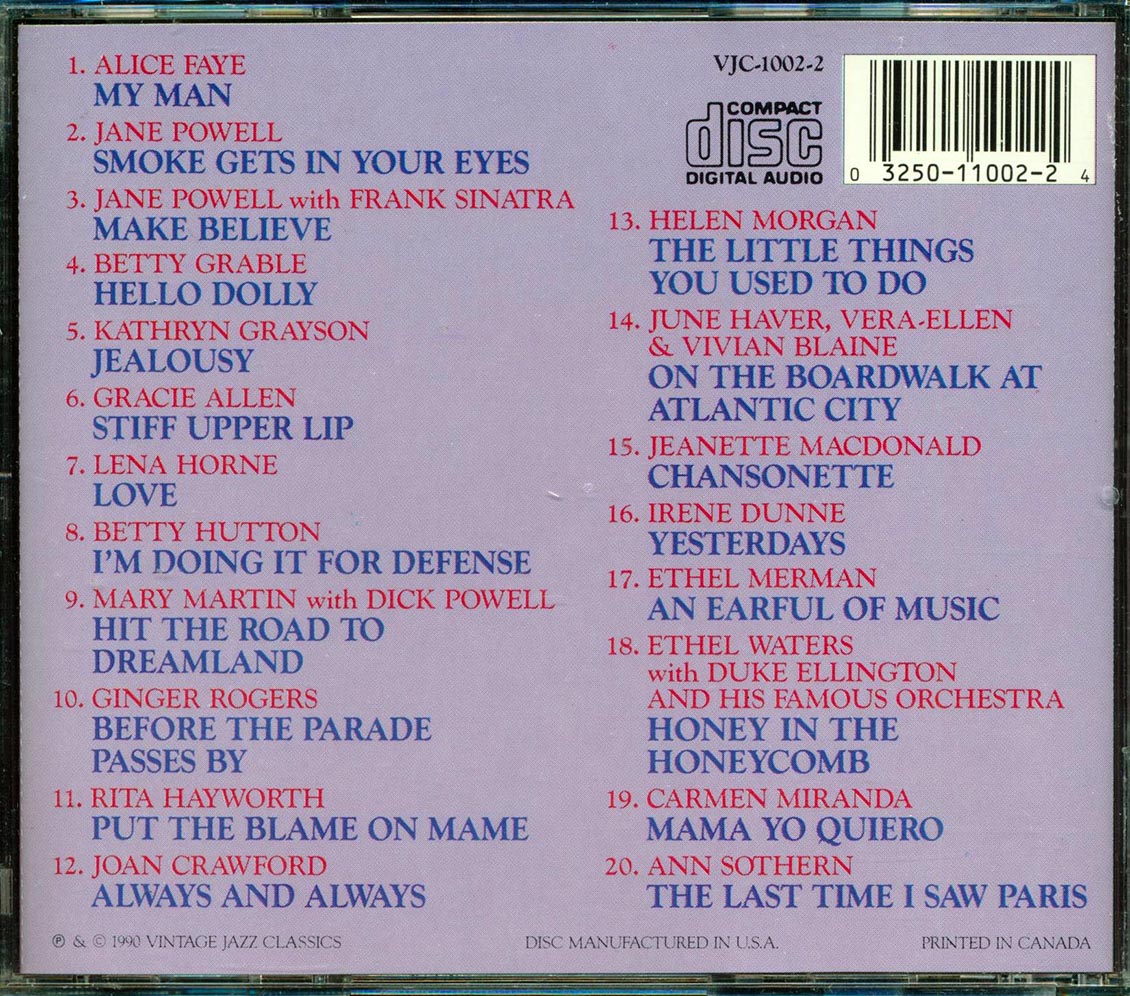 1. ALICE FAYE
MY MAN
2. JANE POWELL
SMOKE GETS IN YOUR EYES
3. JANE POWELL with FRANK SINATRA
MAKE BELIEVE
4. BETTY GRABLE
HELLO DOLLY
5. KATHRYN GRAYSON
JEALOUSY
6. GRACIE ALLEN
STIFF UPPER LIP
7. LENA HORNE
LOVE
8. BETTY HUTTON
I'M DOING IT FOR DEFENSE
9. MARY MARTIN with DICK POWELL
HIT THE ROAD TO
DREAMLAND
10. GINGER ROGERS
BEFORE THE PARADE
PASSES BY
11. RITA HAYWORTH
PUT THE BLAME ON MAME
12. JOAN CRAWFORD
ALWAYS AND ALWAYS
VJC-1002-2
COMPACT
disc
DIGITAL AUDIO
0 3250-11002-2 4
13. HELEN MORGAN
THE LITTLE THINGS
YOU USED TO DO
14. JUNE HAVER, VERA-ELLEN
& VIVIAN BLAINE
ON THE BOARDWALK AT
ATLANTIC CITY
15. JEANETTE MACDONALD
CHANSONETTE
16. IRENE DUNNE
YESTERDAYS
17. ETHEL MERMAN
AN EARFUL OF MUSIC
18. ETHEL WATERS
with DUKE ELLINGTON
AND HIS FAMOUS ORCHESTRA
HONEY IN THE
HONEYCOMB
19. CARMEN MIRANDA
MAMA YO QUIERO
20. ANN SOTHERN
THE LAST TIME I SAW PARIS
℗ & © 1990 VINTAGE JAZZ CLASSICS
DISC MANUFACTURED IN U.S.A.
PRINTED IN CANADA